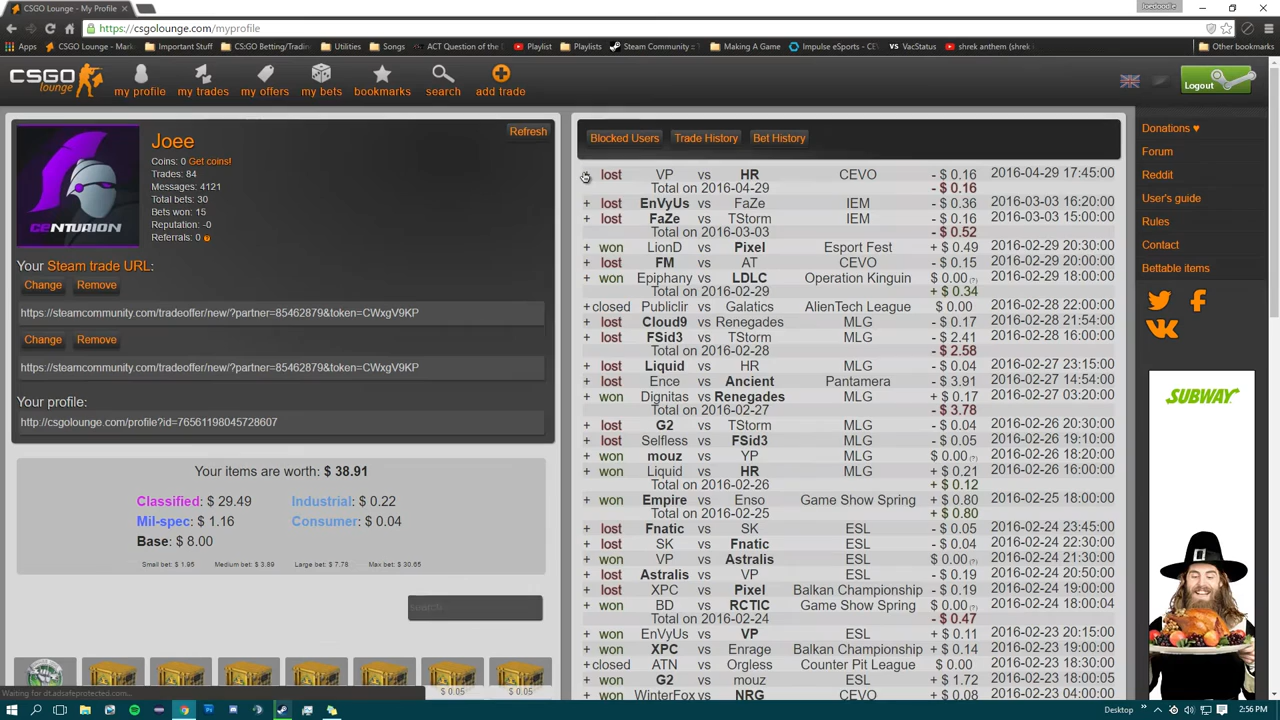 CSGO Lounge - My Profile
Joedoodie
https://csgolounge.com/myprofile
Apps
CSGO Lounge - Mark
Important Stuff
CS:GO Betting/Tradin
Utilities
Songs
ACT Question of the
Playlist
Playlists
Steam Community ::
Making A Game
Impulse eSports - CEV
VS VacStatus
shrek anthem (shrek
Other bookmarks
CSGO
lounge
my profile
my trades
my offers
my bets
bookmarks
search
add trade
Logout
Joee
Refresh
Coins: 0 Get coins!
Trades: 84
Messages: 4121
Total bets: 30
Bets won: 15
Reputation: -0
Referrals: 0
CENTURION
Your Steam trade URL:
Change Remove
https://steamcommunity.com/tradeoffer/new/?partner=85462879&token=CWxgV9KP
Change Remove
https://steamcommunity.com/tradeoffer/new/?partner=85462879&token=CWxgV9KP
Your profile:
http://csgolounge.com/profile?id=76561198045728607
Your items are worth: $ 38.91
Classified: $ 29.49 Industrial: $ 0.22
Mil-spec: $ 1.16 Consumer: $ 0.04
Base: $ 8.00
Small bet: $ 1.95 Medium bet: $ 3.89 Large bet: $ 7.78 Max bet: $ 30.65
search
$ 0.05 $ 0.05
Waiting for dt.adsafeprotected.com...
Blocked Users Trade History Bet History
lost VP vs HR CEVO - $ 0.16 2016-04-29 17:45:00
Total on 2016-04-29 - $ 0.16
+ lost EnVyUs vs FaZe IEM - $ 0.36 2016-03-03 16:20:00
+ lost FaZe vs TStorm IEM - $ 0.16 2016-03-03 15:00:00
Total on 2016-03-03 - $ 0.52
+ won LionD vs Pixel Esport Fest + $ 0.49 2016-02-29 20:30:00
+ lost FM vs AT CEVO - $ 0.15 2016-02-29 20:00:00
+ won Epiphany vs LDLC Operation Kinguin $ 0.00(?) 2016-02-29 18:00:00
Total on 2016-02-29 + $ 0.34
+ closed Publiclir vs Galatics AlienTech League $ 0.00 2016-02-28 22:00:00
+ lost Cloud9 vs Renegades MLG - $ 0.17 2016-02-28 21:54:00
+ lost FSid3 vs TStorm MLG - $ 2.41 2016-02-28 16:00:00
Total on 2016-02-28 - $ 2.58
+ lost Liquid vs HR MLG - $ 0.04 2016-02-27 23:15:00
+ lost Ence vs Ancient Pantamera - $ 3.91 2016-02-27 14:54:00
+ won Dignitas vs Renegades MLG + $ 0.17 2016-02-27 03:20:00
Total on 2016-02-27 - $ 3.78
+ lost G2 vs TStorm MLG - $ 0.04 2016-02-26 20:30:00
+ lost Selfless vs FSid3 MLG - $ 0.05 2016-02-26 19:10:00
+ won mouz vs YP MLG $ 0.00(?) 2016-02-26 18:20:00
+ won Liquid vs HR MLG + $ 0.21 2016-02-26 16:00:00
Total on 2016-02-26 + $ 0.12
+ won Empire vs Enso Game Show Spring + $ 0.80 2016-02-25 18:00:00
Total on 2016-02-25 + $ 0.80
+ lost Fnatic vs SK ESL - $ 0.05 2016-02-24 23:45:00
+ lost SK vs Fnatic ESL - $ 0.04 2016-02-24 22:30:00
+ won VP vs Astralis ESL $ 0.00(?) 2016-02-24 21:30:00
+ lost Astralis vs VP ESL - $ 0.19 2016-02-24 20:50:00
+ lost XPC vs Pixel Balkan Championship - $ 0.19 2016-02-24 19:00:00
+ won BD vs RCTIC Game Show Spring $ 0.00(?) 2016-02-24 18:00:04
Total on 2016-02-24 - $ 0.47
+ won EnVyUs vs VP ESL + $ 0.11 2016-02-23 20:15:00
+ won XPC vs Enrage Balkan Championship + $ 0.14 2016-02-23 19:00:00
+ closed ATN vs Orgless Counter Pit League $ 0.00 2016-02-23 18:30:00
+ won G2 vs mouz ESL + $ 1.72 2016-02-23 18:00:05
+ won WinterFox vs NRG CEVO + $ 0.08 2016-02-23 04:00:00
Donations ♥
Forum
Reddit
User's guide
Rules
Contact
Bettable items
SUBWAY
Desktop
2:56 PM